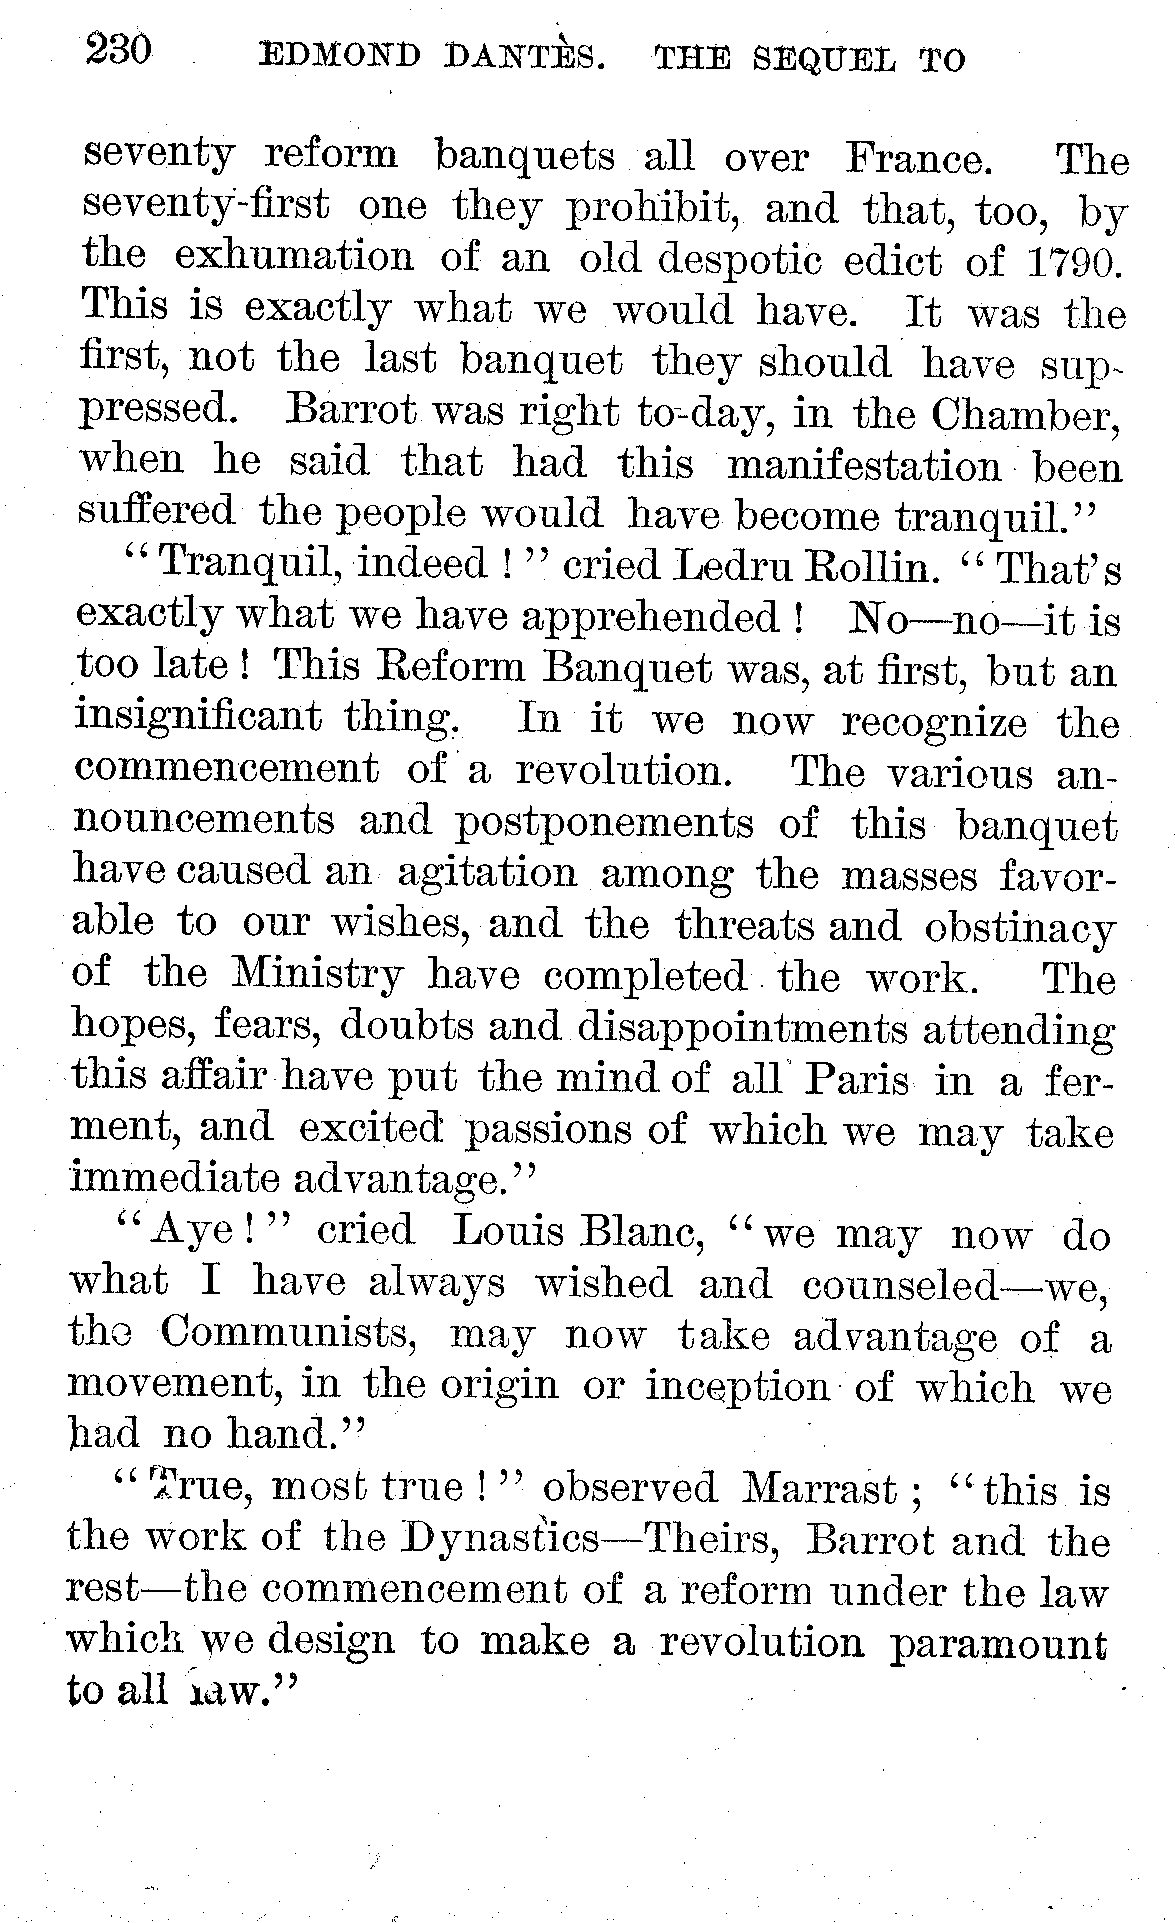 230 EDMOND DANTÈS. THE SEQUEL TO
seventy reform banquets all over France. The
seventy-first one they prohibit, and that, too, by
the exhumation of an old despotic edict of 1790.
This is exactly what we would have. It was the
first, not the last banquet they should have sup-
pressed. Barrot was right to-day, in the Chamber,
when he said that had this manifestation been
suffered the people would have become tranquil.”
“Tranquil, indeed!” cried Ledru Rollin. “That’s
exactly what we have apprehended! No—no—it is
too late! This Reform Banquet was, at first, but an
insignificant thing. In it we now recognize the
commencement of a revolution. The various an-
nouncements and postponements of this banquet
have caused an agitation among the masses favor-
able to our wishes, and the threats and obstinacy
of the Ministry have completed the work. The
hopes, fears, doubts and disappointments attending
this affair have put the mind of all Paris in a fer-
ment, and excited passions of which we may take
immediate advantage.”
“Aye!” cried Louis Blanc, “we may now do
what I have always wished and counseled—we,
the Communists, may now take advantage of a
movement, in the origin or inception of which we
had no hand.”
“True, most true!” observed Marrast; “this is
the work of the Dynastics—Theirs, Barrot and the
rest—the commencement of a reform under the law
which we design to make a revolution paramount
to all law.”